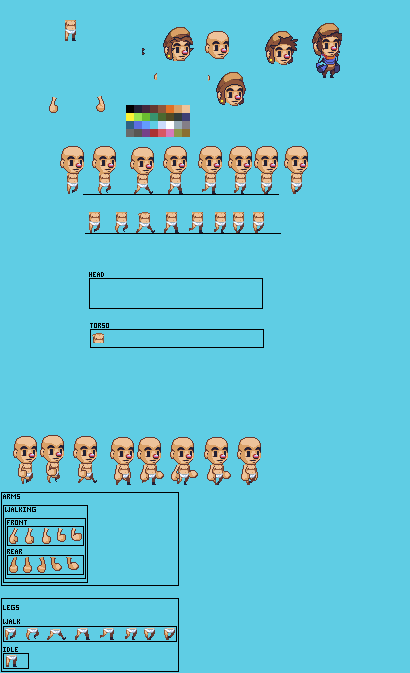 HEAD
TORSO
ARMS
WALKING
FRONT
REAR
LEGS
WALK
IDLE